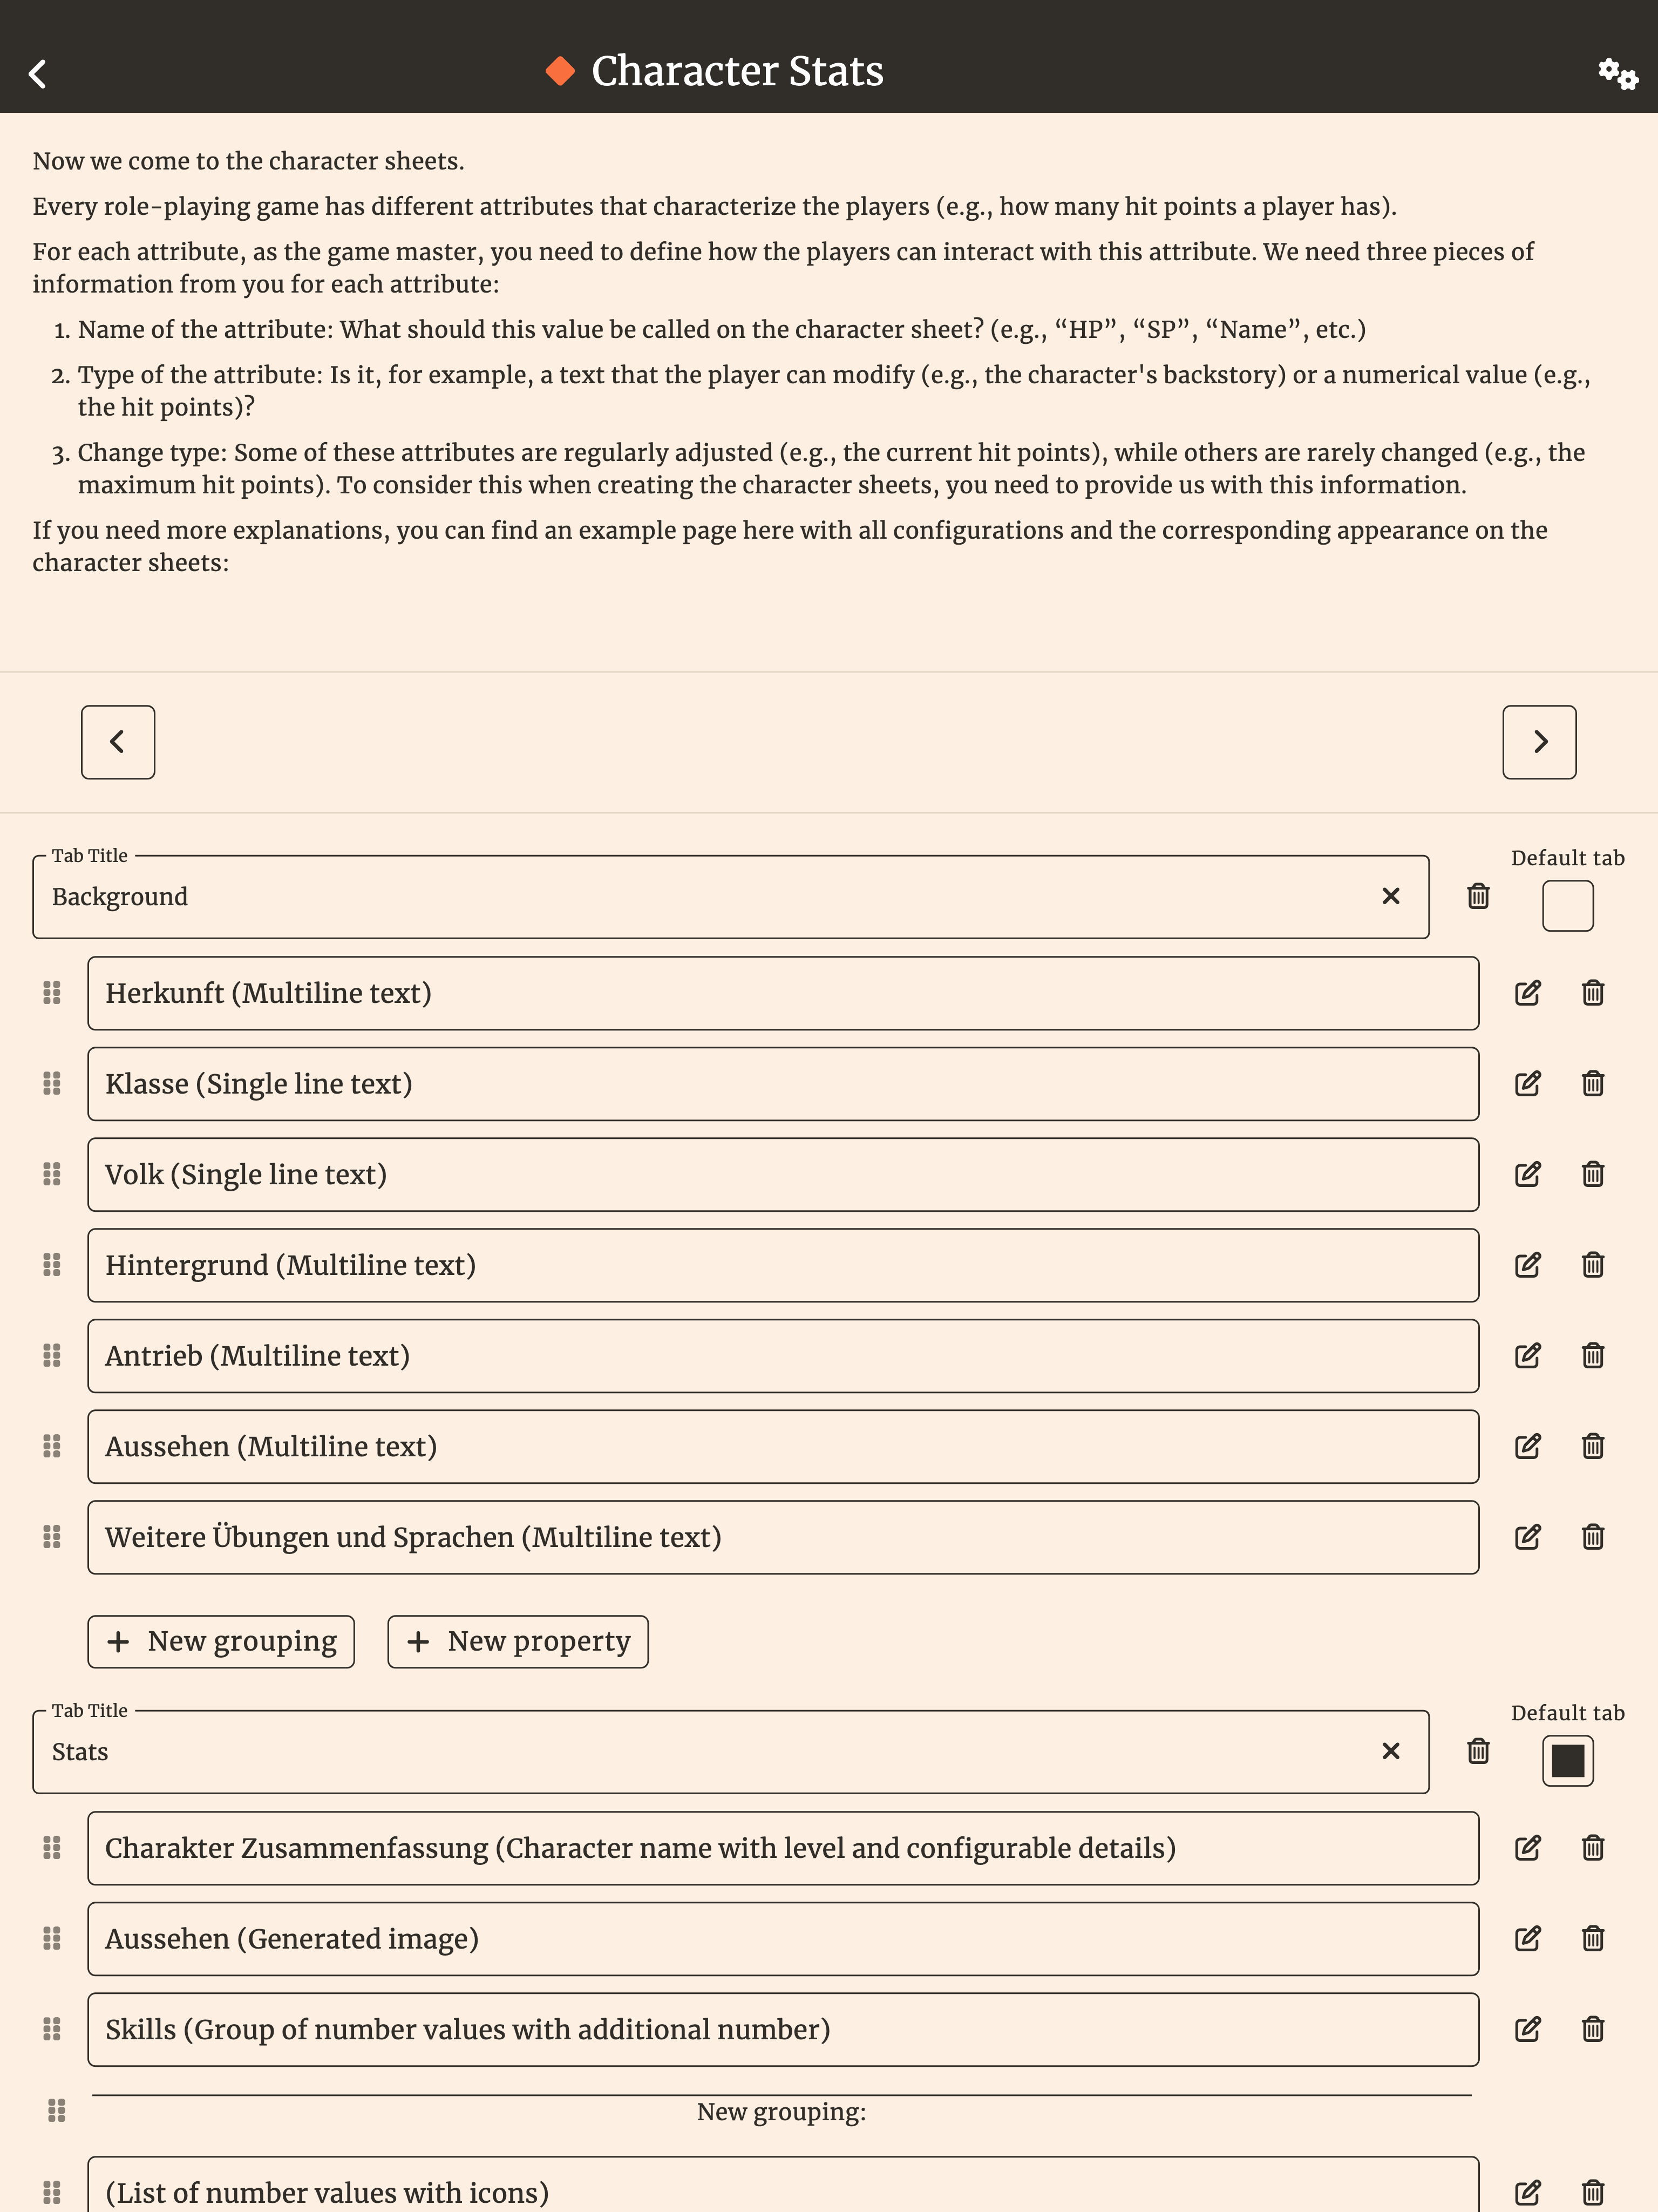 Character Stats
Now we come to the character sheets.
Every role-playing game has different attributes that characterize the players (e.g., how many hit points a player has).
For each attribute, as the game master, you need to define how the players can interact with this attribute. We need three pieces of
information from you for each attribute:
1. Name of the attribute: What should this value be called on the character sheet? (e.g., “HP”, “SP”, “Name”, etc.)
2. Type of the attribute: Is it, for example, a text that the player can modify (e.g., the character's backstory) or a numerical value (e.g.,
the hit points)?
3. Change type: Some of these attributes are regularly adjusted (e.g., the current hit points), while others are rarely changed (e.g., the
maximum hit points). To consider this when creating the character sheets, you need to provide us with this information.
If you need more explanations, you can find an example page here with all configurations and the corresponding appearance on the
character sheets:
Tab Title
Default tab
Background
Herkunft (Multiline text)
Klasse (Single line text)
Volk (Single line text)
Hintergrund (Multiline text)
Antrieb (Multiline text)
Aussehen (Multiline text)
Weitere Übungen und Sprachen (Multiline text)
New grouping
New property
Tab Title
Default tab
Stats
Charakter Zusammenfassung (Character name with level and configurable details)
Aussehen (Generated image)
Skills (Group of number values with additional number)
New grouping:
(List of number values with icons)